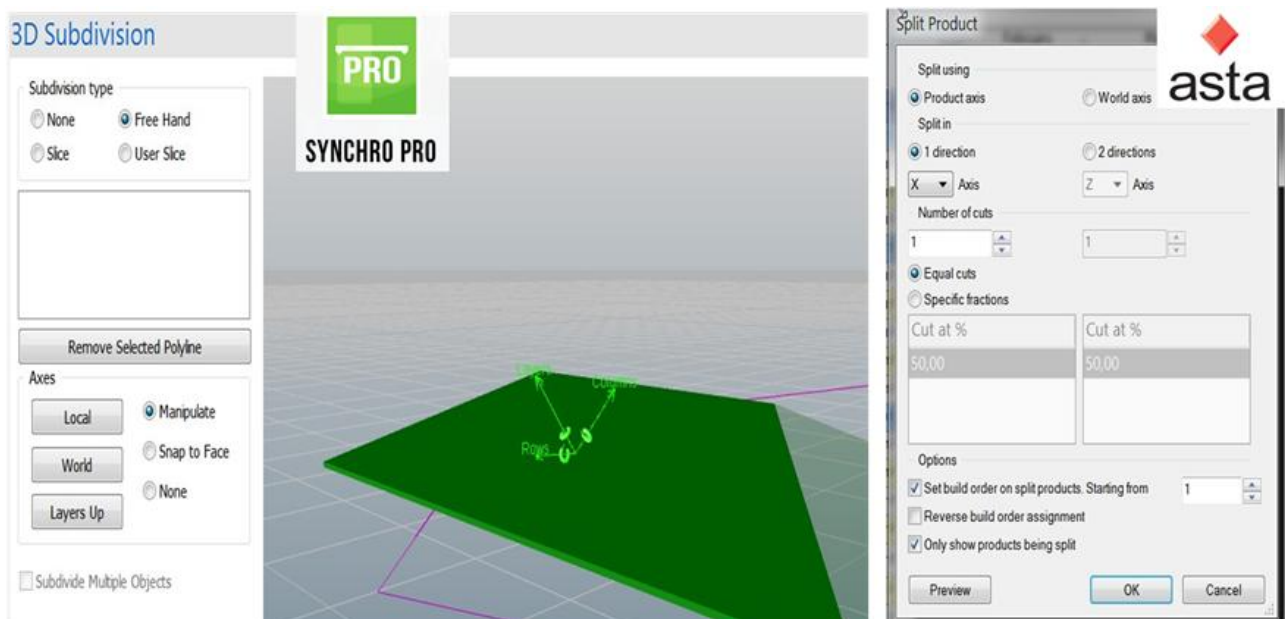 3D Subdivision
Subdivision type
None Free Hand
Slice User Slice
Remove Selected Polyline
Axes
Local Manipulate
World Snap to Face
None
Layers Up
Subdivide Multiple Objects
PRO
SYNCHRO PRO
Layers
Columns
Rows
Split Product
asta
Split using
Product axis World axis
Split in
1 direction 2 directions
X Axis Z Axis
Number of cuts
1 1
Equal cuts
Specific fractions
Cut at % Cut at %
50,00 50,00
Options
Set build order on split products. Starting from 1
Reverse build order assignment
Only show products being split
Preview OK Cancel